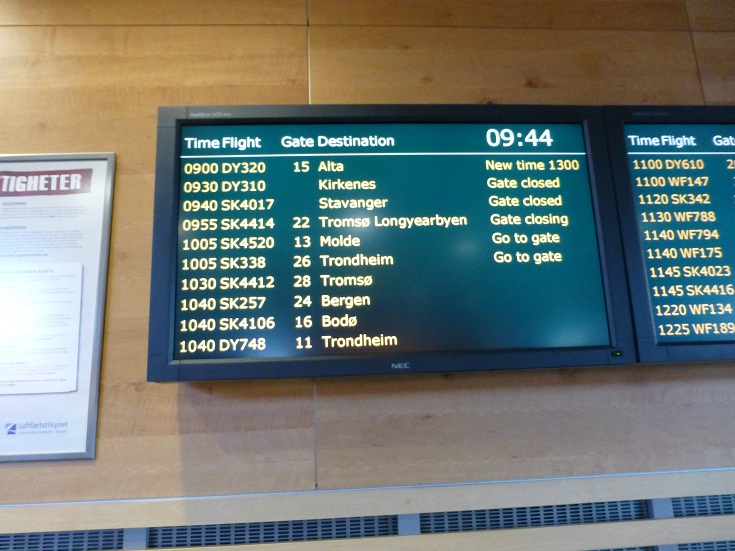 Time Flight Gate Destination 09:44
0900 DY320 15 Alta New time 1300
0930 DY310 Kirkenes Gate closed
0940 SK4017 Stavanger Gate closed
0955 SK4414 22 Tromsø Longyearbyen Gate closing
1005 SK4520 13 Molde Go to gate
1005 SK338 26 Trondheim Go to gate
1030 SK4412 28 Tromsø
1040 SK257 24 Bergen
1040 SK4106 16 Bodø
1040 DY748 11 Trondheim
NEC
Time Flight Gat
1100 DY610
1100 WF147
1120 SK342
1130 WF788
1140 WF794
1140 WF175
1145 SK4023
1145 SK4416
1220 WF134
1225 WF189
TIGHETER
Luftfartstilsynet